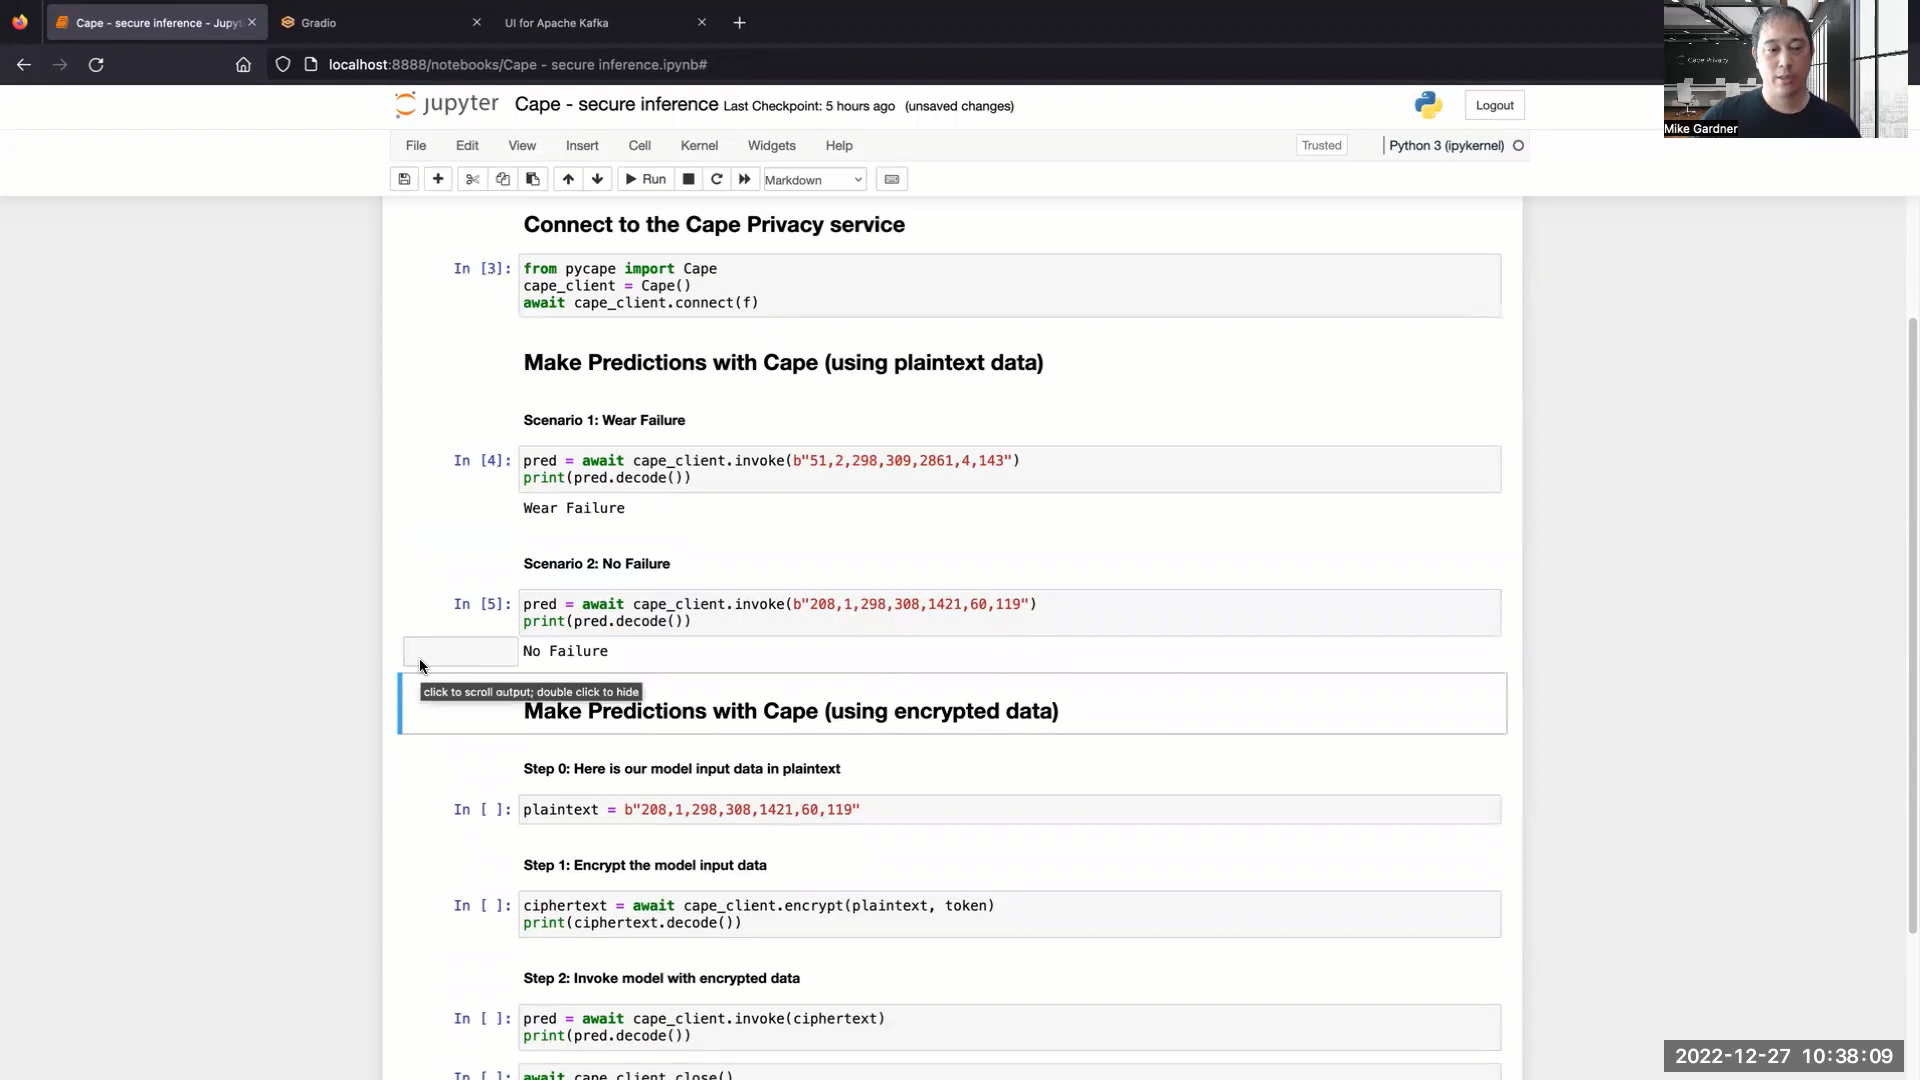 Cape - secure inference - Jupyt
Gradio
UI for Apache Kafka
localhost:8888/notebooks/Cape - secure inference.ipynb#
Cape Privacy
Mike Gardner
jupyter
Cape - secure inference Last Checkpoint: 5 hours ago (unsaved changes)
Logout
File Edit View Insert Cell Kernel Widgets Help
Trusted
Python 3 (ipykernel)
Run
Markdown
Connect to the Cape Privacy service
In [3]: from pycape import Cape
cape_client = Cape()
await cape_client.connect(f)
Make Predictions with Cape (using plaintext data)
Scenario 1: Wear Failure
In [4]: pred = await cape_client.invoke(b"51,2,298,309,2861,4,143")
print(pred.decode())
Wear Failure
Scenario 2: No Failure
In [5]: pred = await cape_client.invoke(b"208,1,298,308,1421,60,119")
print(pred.decode())
No Failure
click to scroll output; double click to hide
Make Predictions with Cape (using encrypted data)
Step 0: Here is our model input data in plaintext
In [ ]: plaintext = b"208,1,298,308,1421,60,119"
Step 1: Encrypt the model input data
In [ ]: ciphertext = await cape_client.encrypt(plaintext, token)
print(ciphertext.decode())
Step 2: Invoke model with encrypted data
In [ ]: pred = await cape_client.invoke(ciphertext)
print(pred.decode())
In [ ]: await cape_client.close()
2022-12-27 10:38:09